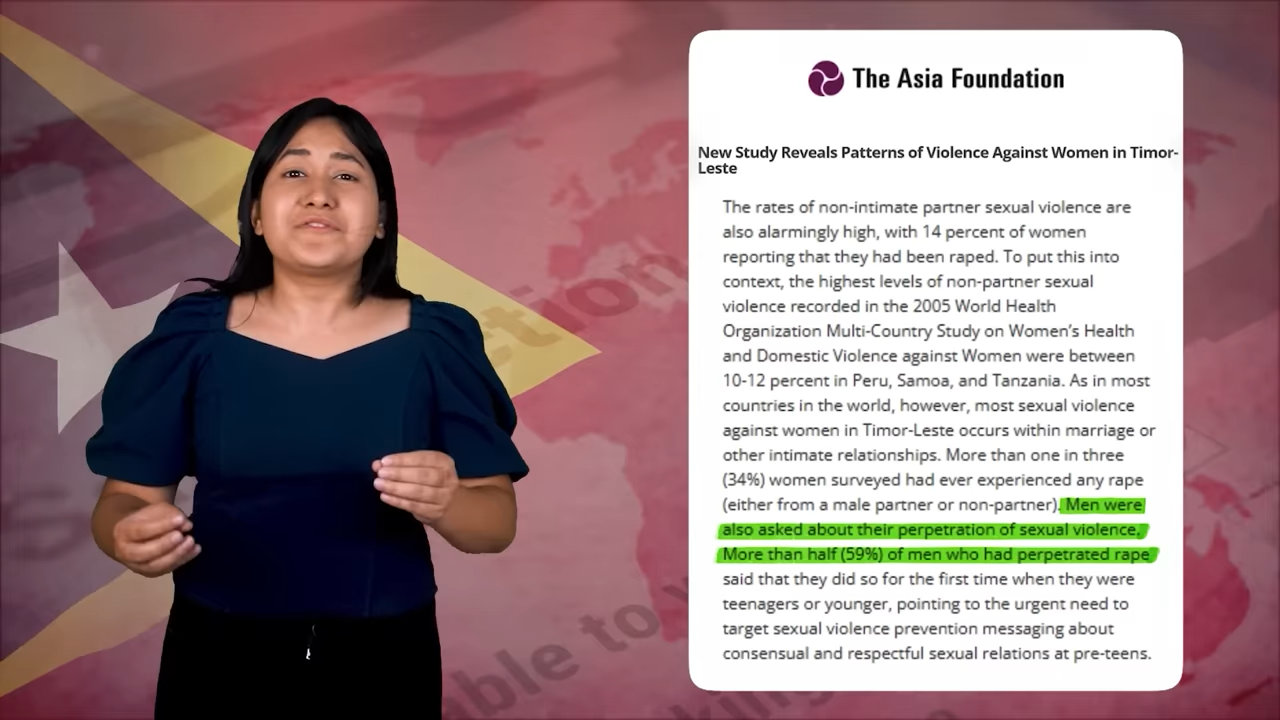 The Asia Foundation
New Study Reveals Patterns of Violence Against Women in Timor-
Leste
The rates of non-intimate partner sexual violence are
also alarmingly high, with 14 percent of women
reporting that they had been raped. To put this into
context, the highest levels of non-partner sexual
violence recorded in the 2005 World Health
Organization Multi-Country Study on Women's Health
and Domestic Violence against Women were between
10-12 percent in Peru, Samoa, and Tanzania. As in most
countries in the world, however, most sexual violence
against women in Timor-Leste occurs within marriage or
other intimate relationships. More than one in three
(34%) women surveyed had ever experienced any rape
(either from a male partner or non-partner). Men were
also asked about their perpetration of sexual violence.
More than half (59%) of men who had perpetrated rape
said that they did so for the first time when they were
teenagers or younger, pointing to the urgent need to
target sexual violence prevention messaging about
consensual and respectful sexual relations at pre-teens.
able to